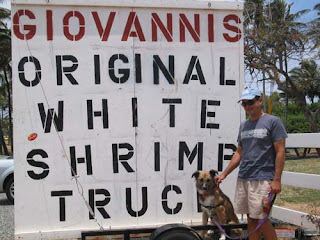 GIOVANNIS
ORIGINAL
WHITE
SHRIMP
TRUC